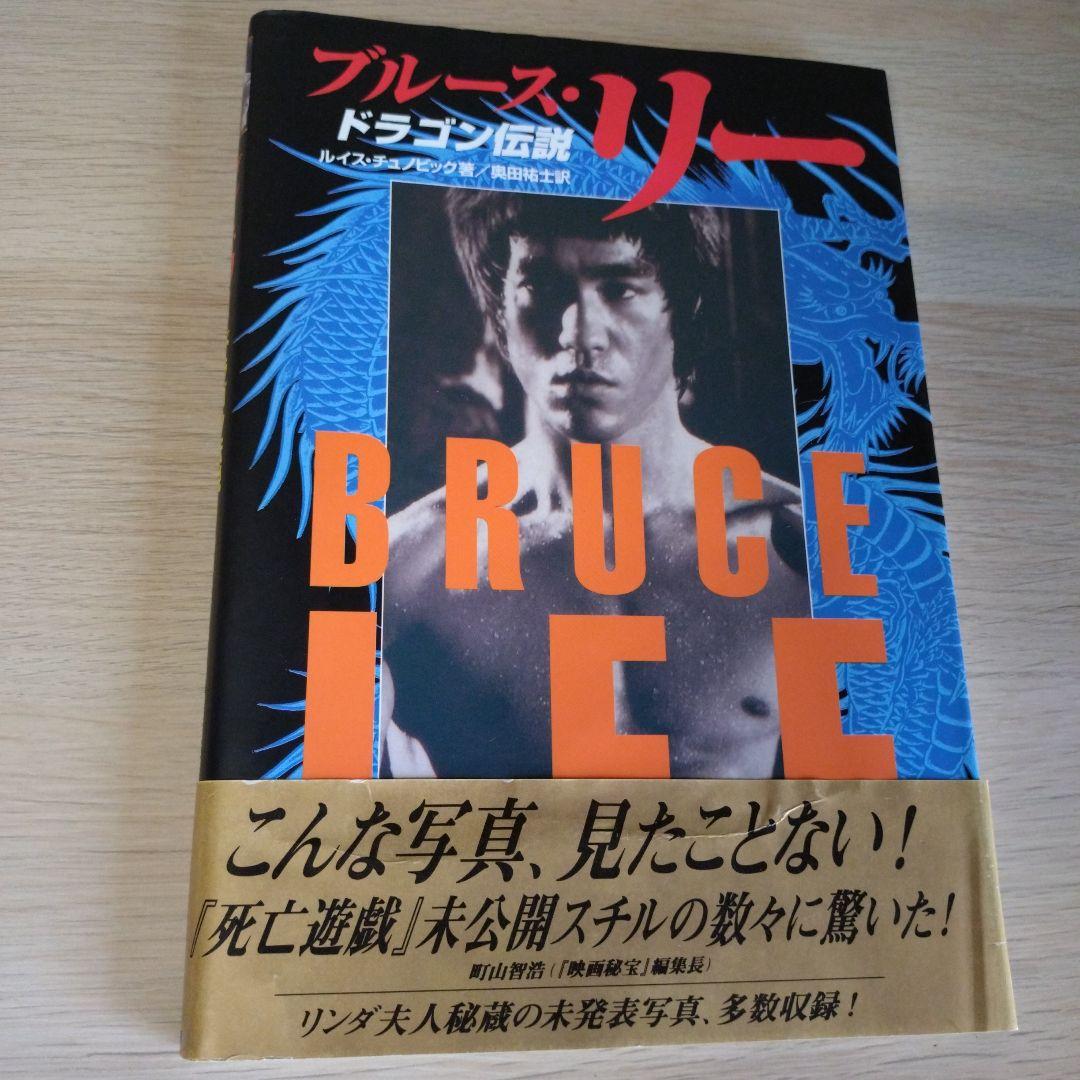 ブルース・リー
ドラゴン伝説
ルイス・チュノビック著／奥田祐士訳
BRUCE
LEE
こんな写真、見たことない！
『死亡遊戯』未公開スチルの数々に驚いた！
町山智浩（『映画秘宝』編集長）
リンダ夫人秘蔵の未発表写真、多数収録！